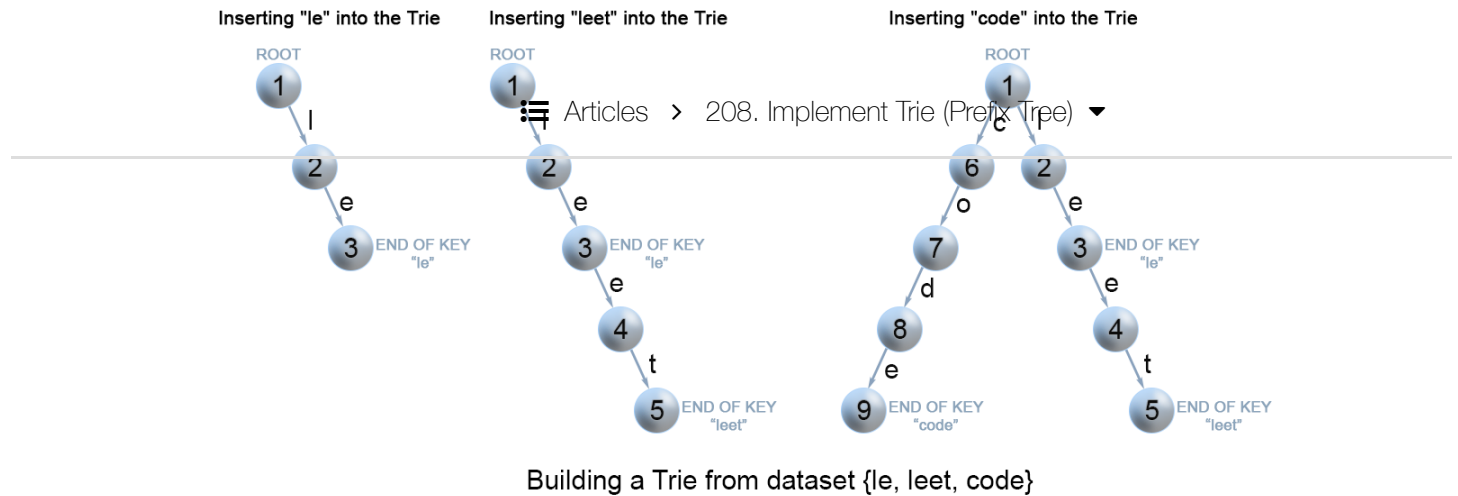 Inserting "le" into the Trie
Inserting "leet" into the Trie
Inserting "code" into the Trie
ROOT
ROOT
ROOT
1
1
1
Articles > 208. Implement Trie (Prefix Tree)
l
l
c
l
2
2
6
2
e
e
o
e
3
END OF KEY
"le"
3
END OF KEY
"le"
7
3
END OF KEY
"le"
e
d
e
4
8
4
t
e
t
5
END OF KEY
"leet"
9
END OF KEY
"code"
5
END OF KEY
"leet"
Building a Trie from dataset {le, leet, code}